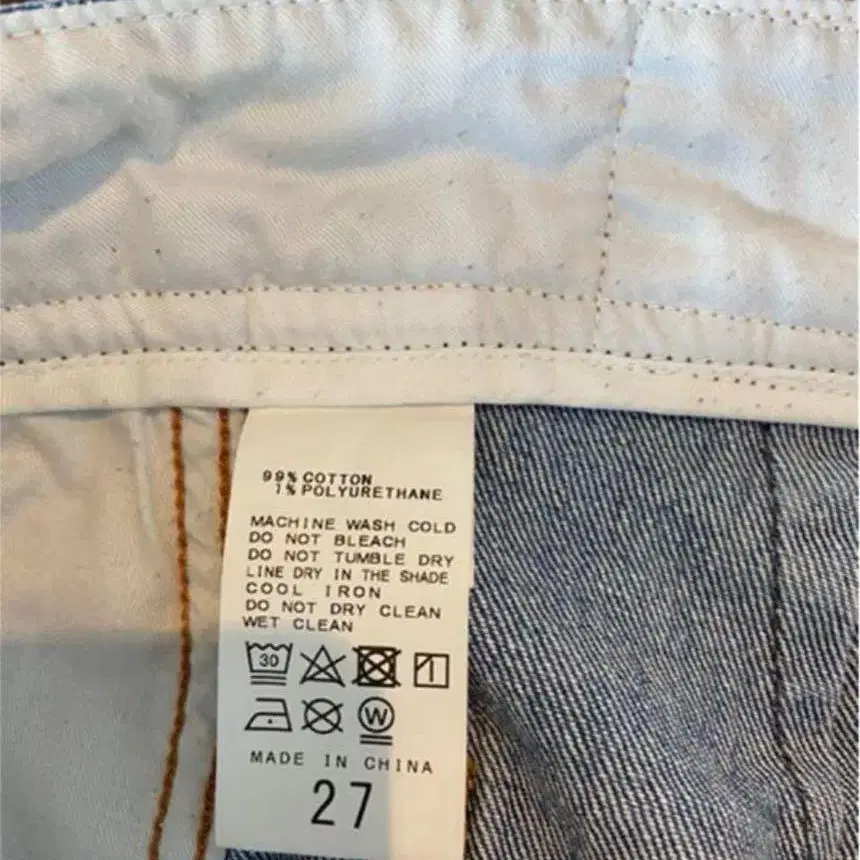 99% COTTON
1% POLYURETHANE
MACHINE WASH COLD
DO NOT BLEACH
DO NOT TUMBLE DRY
LINE DRY IN THE SHADE
COOL IRON
DO NOT DRY CLEAN
WET CLEAN
30
W
MADE IN CHINA
27